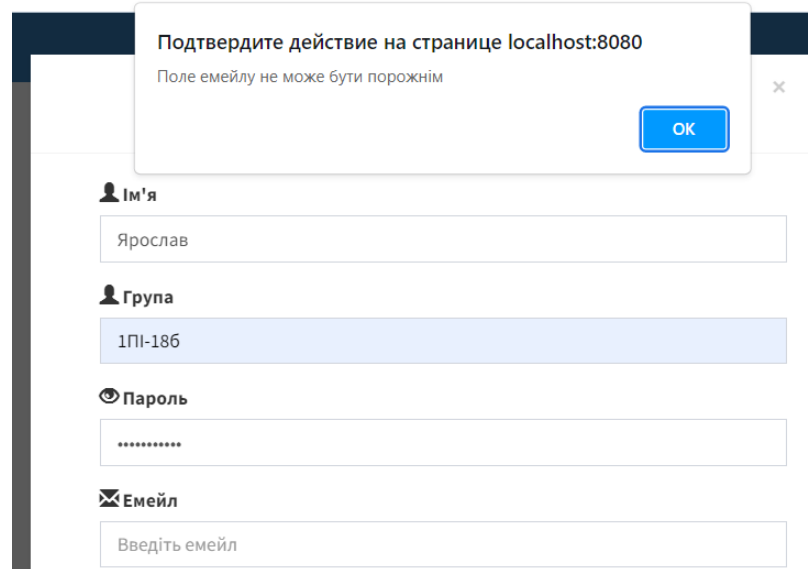 Подтвердите действие на странице localhost:8080
Поле емейлу не може бути порожнім
×
ОК
Ім'я
Ярослав
Група
1ПІ-18б
Пароль
•••••••••••
Емейл
Введіть емейл